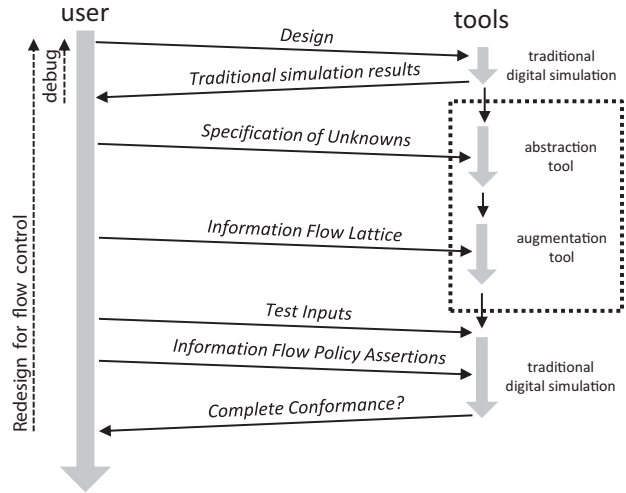 user
tools
Design
traditional
digital simulation
Traditional simulation results
debug
Specification of Unknowns
abstraction
tool
Information Flow Lattice
augmentation
tool
Redesign for flow control
Test Inputs
Information Flow Policy Assertions
traditional
digital simulation
Complete Conformance?